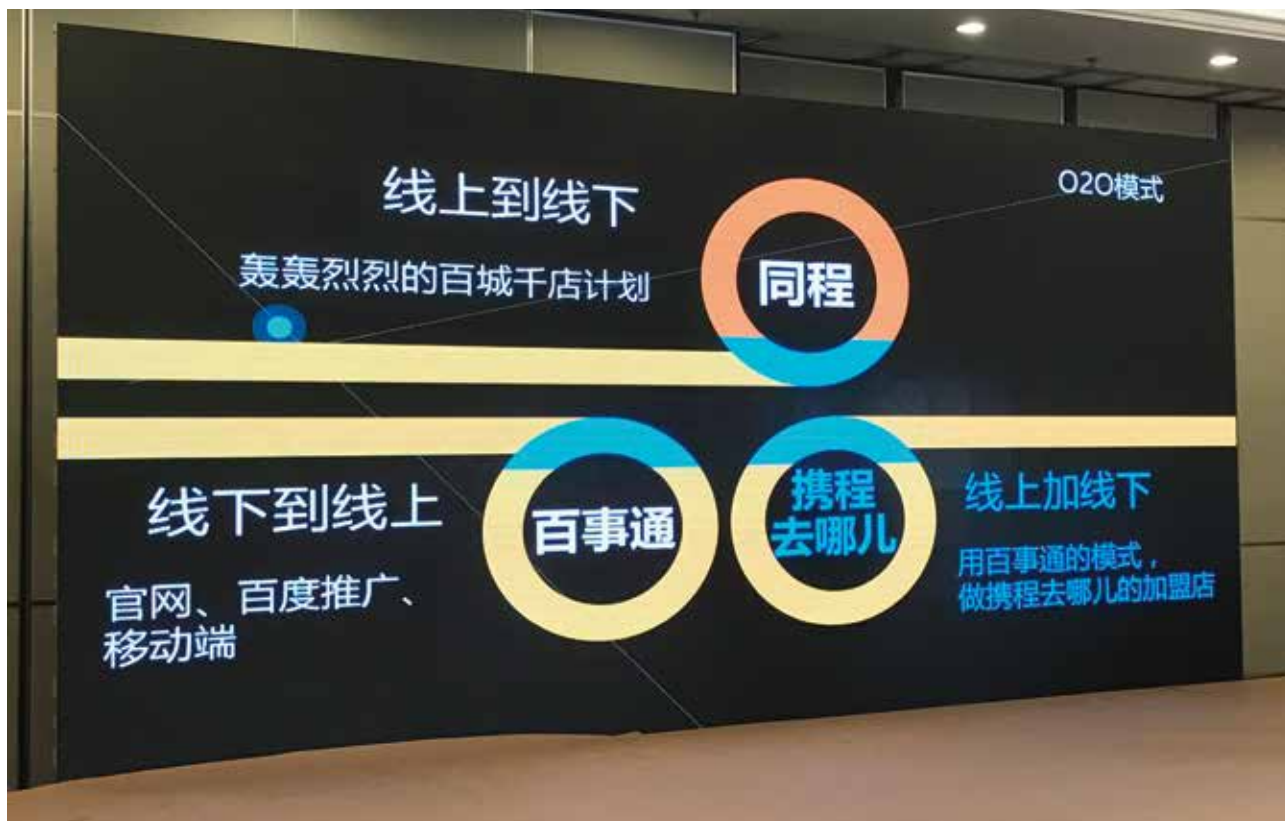 O2O模式
线上到线下
轰轰烈烈的百城千店计划
同程
线下到线上
官网、百度推广、
移动端
百事通
携程
去哪儿
线上加线下
用百事通的模式，
做携程去哪儿的加盟店